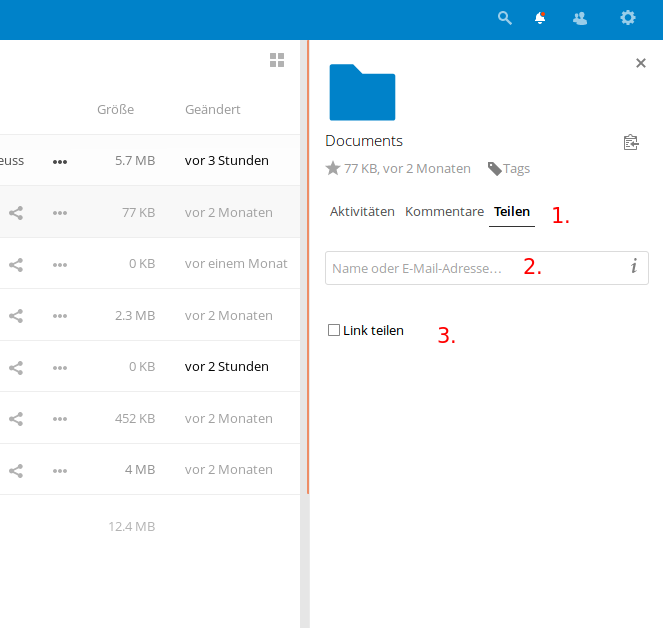 Größe Geändert
euss ••• 5.7 MB vor 3 Stunden
77 KB vor 2 Monaten
0 KB vor einem Monat
2.3 MB vor 2 Monaten
0 KB vor 2 Stunden
452 KB vor 2 Monaten
4 MB vor 2 Monaten
12.4 MB
Documents
77 KB, vor 2 Monaten Tags
Aktivitäten Kommentare Teilen 1.
Name oder E-Mail-Adresse... 2. i
Link teilen 3.